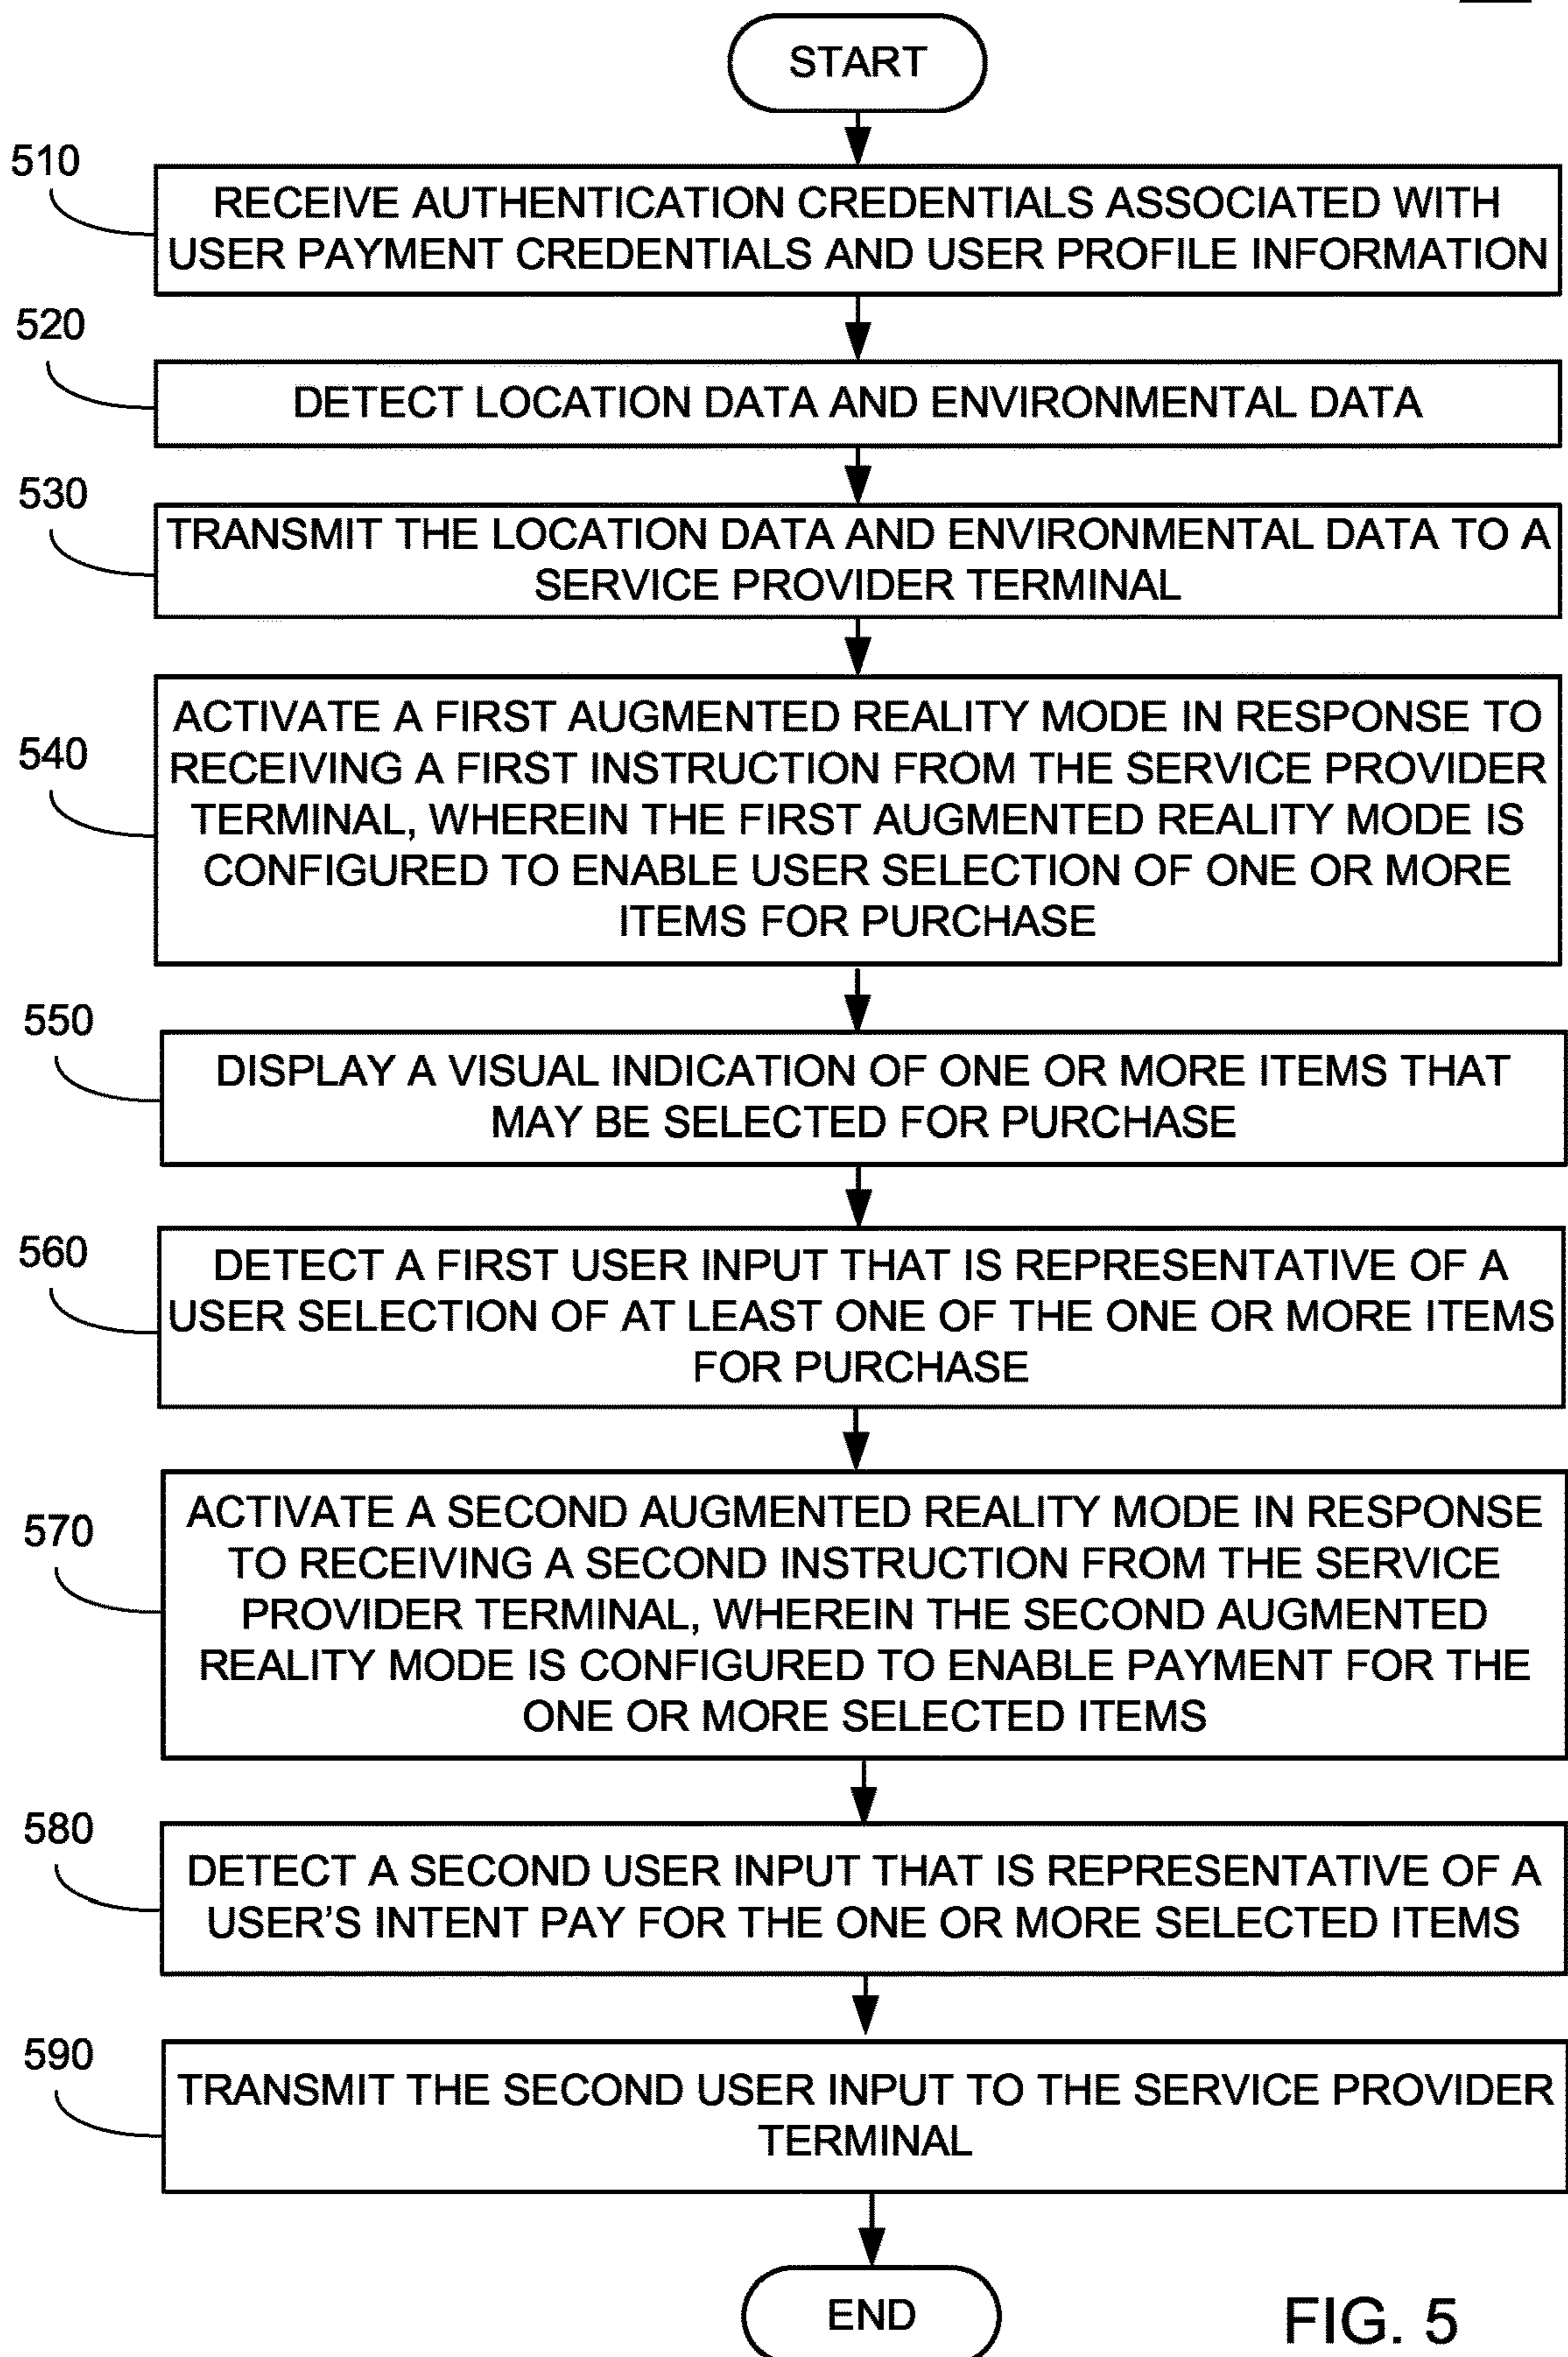 START
510
RECEIVE AUTHENTICATION CREDENTIALS ASSOCIATED WITH
USER PAYMENT CREDENTIALS AND USER PROFILE INFORMATION
520
DETECT LOCATION DATA AND ENVIRONMENTAL DATA
530
TRANSMIT THE LOCATION DATA AND ENVIRONMENTAL DATA TO A
SERVICE PROVIDER TERMINAL
540
ACTIVATE A FIRST AUGMENTED REALITY MODE IN RESPONSE TO
RECEIVING A FIRST INSTRUCTION FROM THE SERVICE PROVIDER
TERMINAL, WHEREIN THE FIRST AUGMENTED REALITY MODE IS
CONFIGURED TO ENABLE USER SELECTION OF ONE OR MORE
ITEMS FOR PURCHASE
550
DISPLAY A VISUAL INDICATION OF ONE OR MORE ITEMS THAT
MAY BE SELECTED FOR PURCHASE
560
DETECT A FIRST USER INPUT THAT IS REPRESENTATIVE OF A
USER SELECTION OF AT LEAST ONE OF THE ONE OR MORE ITEMS
FOR PURCHASE
570
ACTIVATE A SECOND AUGMENTED REALITY MODE IN RESPONSE
TO RECEIVING A SECOND INSTRUCTION FROM THE SERVICE
PROVIDER TERMINAL, WHEREIN THE SECOND AUGMENTED
REALITY MODE IS CONFIGURED TO ENABLE PAYMENT FOR THE
ONE OR MORE SELECTED ITEMS
580
DETECT A SECOND USER INPUT THAT IS REPRESENTATIVE OF A
USER'S INTENT PAY FOR THE ONE OR MORE SELECTED ITEMS
590
TRANSMIT THE SECOND USER INPUT TO THE SERVICE PROVIDER
TERMINAL
END
FIG. 5